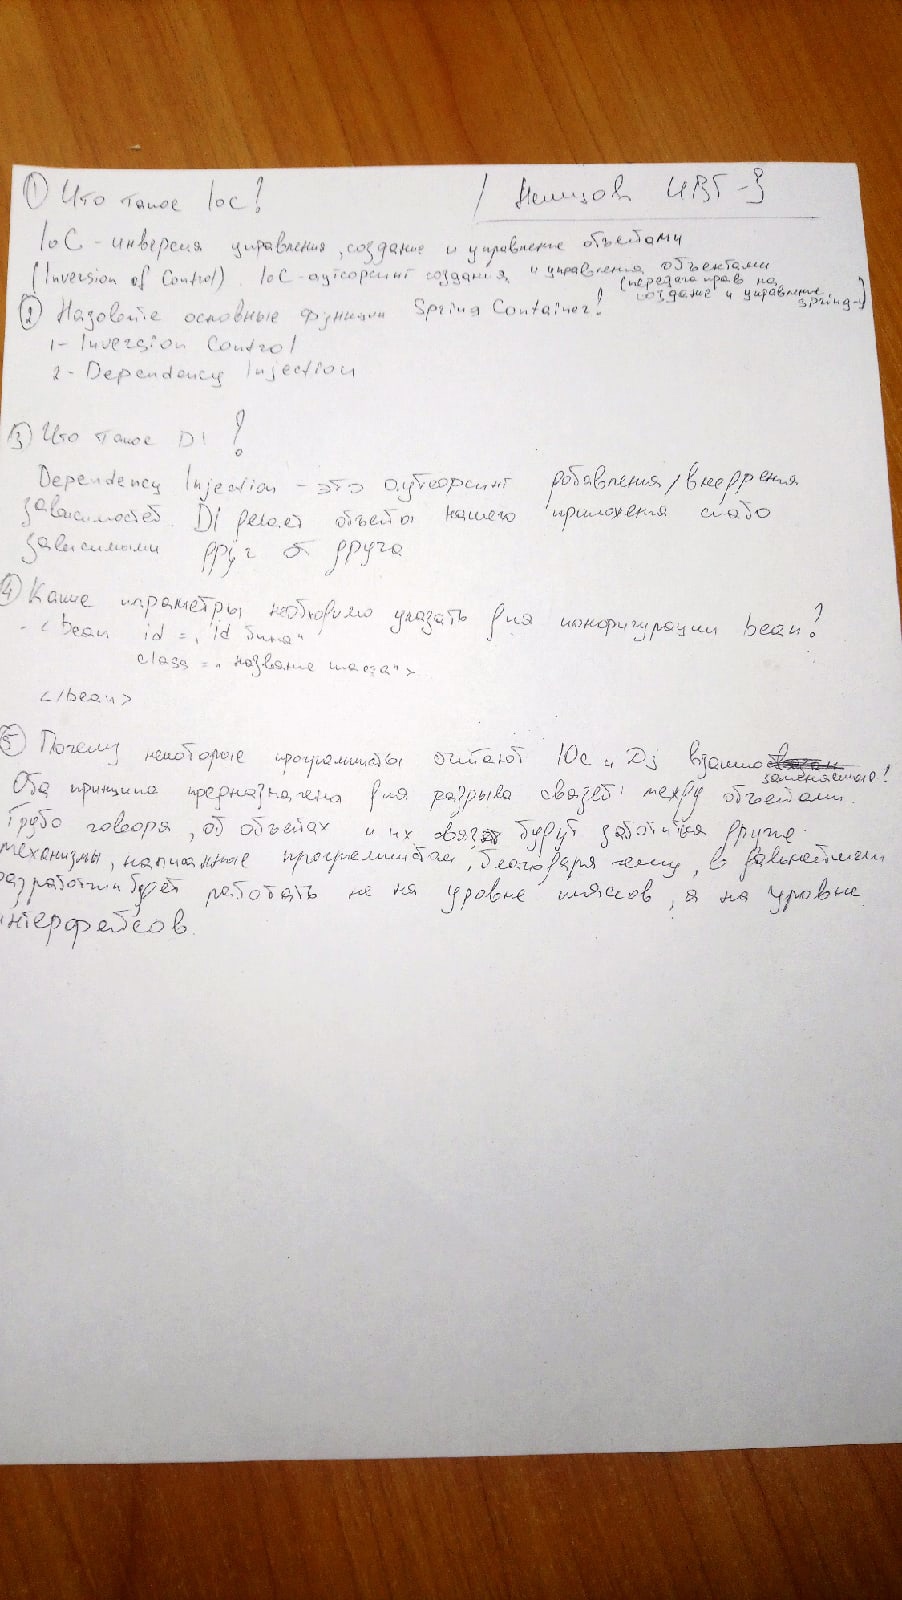 ① Что такое IoC?
Немизов ИВТ-3
IoC - инверсия управления, создание и управление объектами
(Inversion of Control). IoC - аутсорсинг создания и управления объектами
(передача прав на
создание и управление
Spring-)
② Назовите основные функции Spring Container?
1- Inversion Control
2- Dependency Injection
③ Что такое DI?
Dependency Injection - это аутсорсинг добавления/внедрения
зависимостей. DI делает объекты нашего приложения слабо
зависимыми друг от друга
④ Какие параметры необходимо указать для конфигурации bean?
- <bean id = „id бина"
class = „название класса">
</bean>
⑤ Почему некоторые программисты считают IOc и Di взаимо
заменяемые?
Оба принципа предназначены для разрыва связей между объектами.
Грубо говоря, об объектах и их связях будут заботиться другие
механизмы, написанные программистами, благодаря чему, в дальнейшем
разработчик будет работать не на уровне классов, а на уровне
интерфейсов.